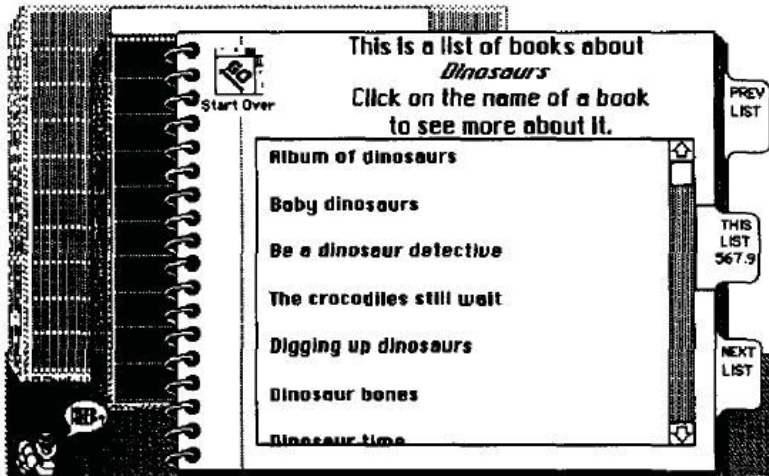 This is a list of books about
Dinosaurs
Click on the name of a book
to see more about it.
Start Over
PREV
LIST
Album of dinosaurs
Baby dinosaurs
Be a dinosaur detective
THIS
LIST
567.9
The crocodiles still wait
Digging up dinosaurs
NEXT
LIST
Dinosaur bones
Dinosaur time